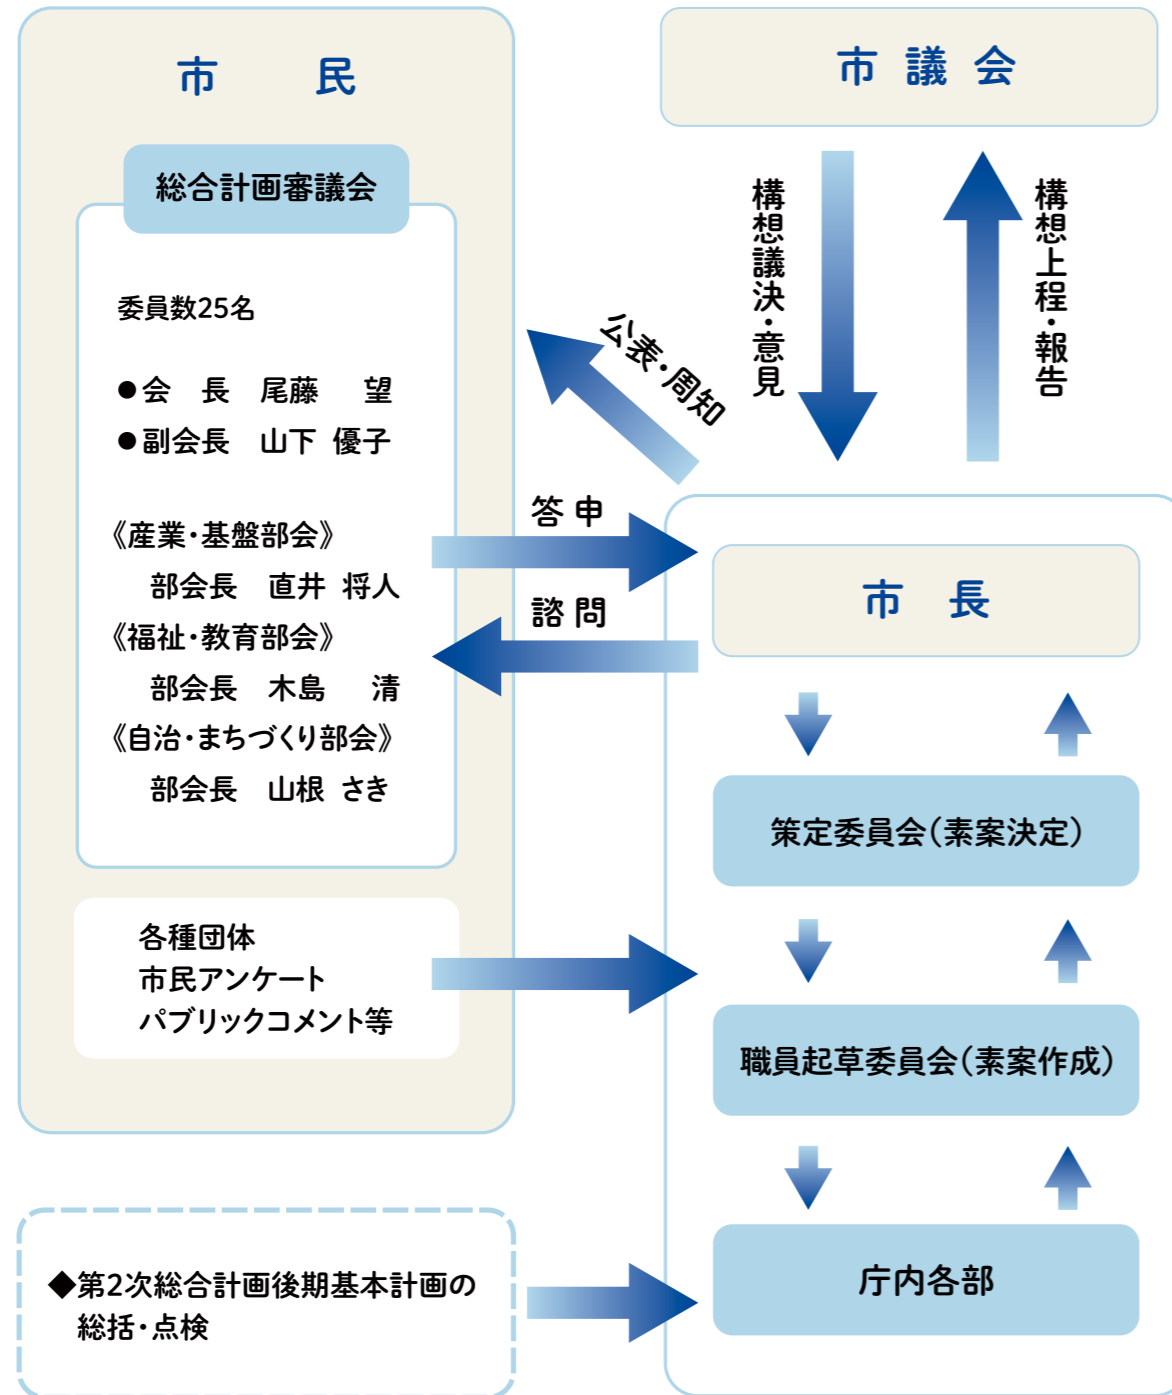 市　民
総合計画審議会
委員数25名
●会　長　尾藤　望
●副会長　山下 優子
《産業・基盤部会》
部会長　直井 将人
《福祉・教育部会》
部会長　木島　清
《自治・まちづくり部会》
部会長　山根 さき
各種団体
市民アンケート
パブリックコメント等
◆第2次総合計画後期基本計画の
総括・点検
公表・周知
答申
諮問
市議会
構想議決・意見
構想上程・報告
市　長
策定委員会（素案決定）
職員起草委員会（素案作成）
庁内各部